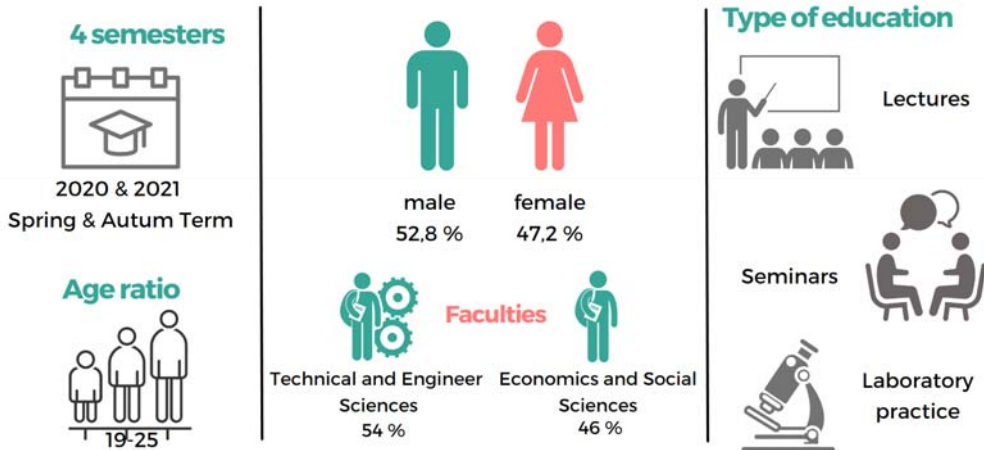 4 semesters
2020 & 2021
Spring & Autum Term
Age ratio
19-25
male
52,8 %
female
47,2 %
Faculties
Technical and Engineer
Sciences
54 %
Economics and Social
Sciences
46 %
Type of education
Lectures
Seminars
Laboratory
practice